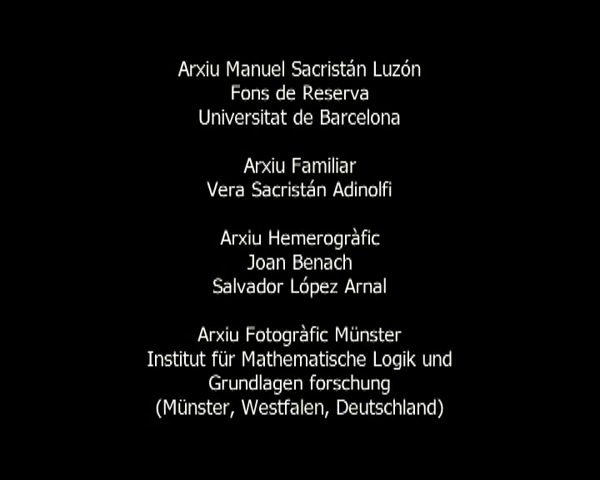 Arxiu Manuel Sacristán Luzón
Fons de Reserva
Universitat de Barcelona
Arxiu Familiar
Vera Sacristán Adinolfi
Arxiu Hemerogràfic
Joan Benach
Salvador López Arnal
Arxiu Fotogràfic Münster
Institut für Mathematische Logik und
Grundlagen forschung
(Münster, Westfalen, Deutschland)